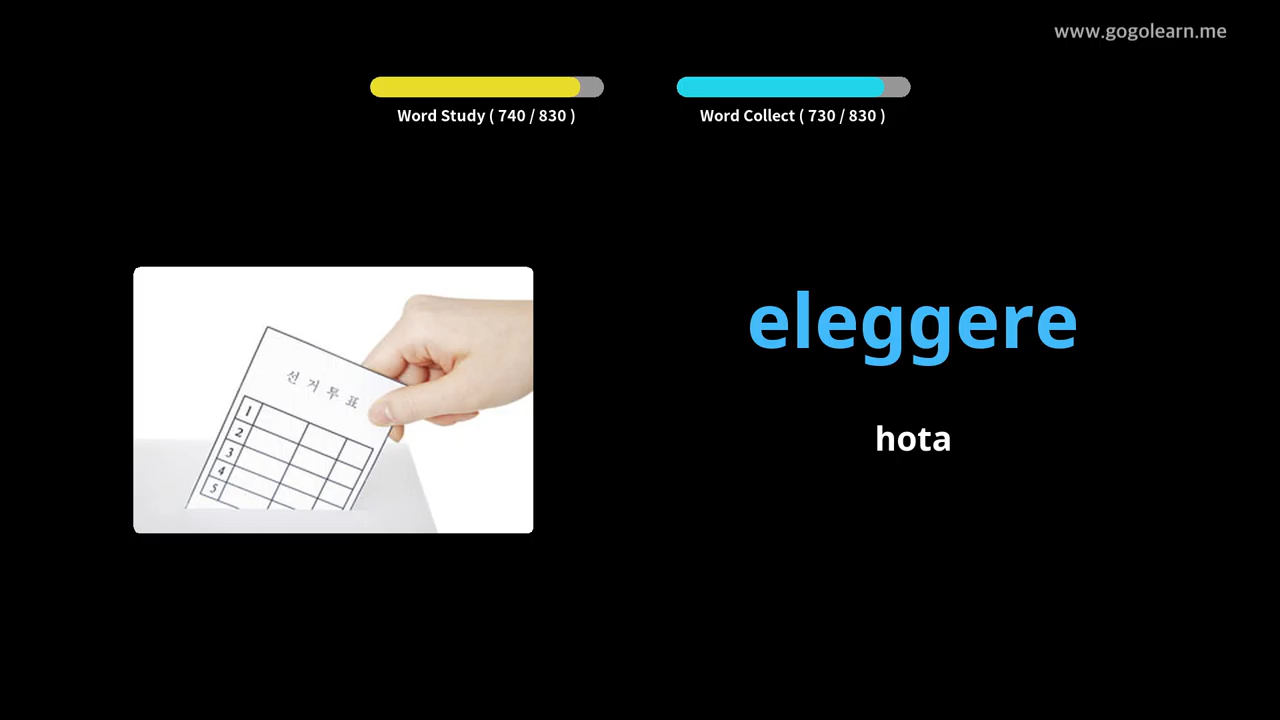 www.gogolearn.me
Word Study ( 740 / 830 )
Word Collect ( 730 / 830 )
eleggere
hota
선거투표
1
2
3
4
5